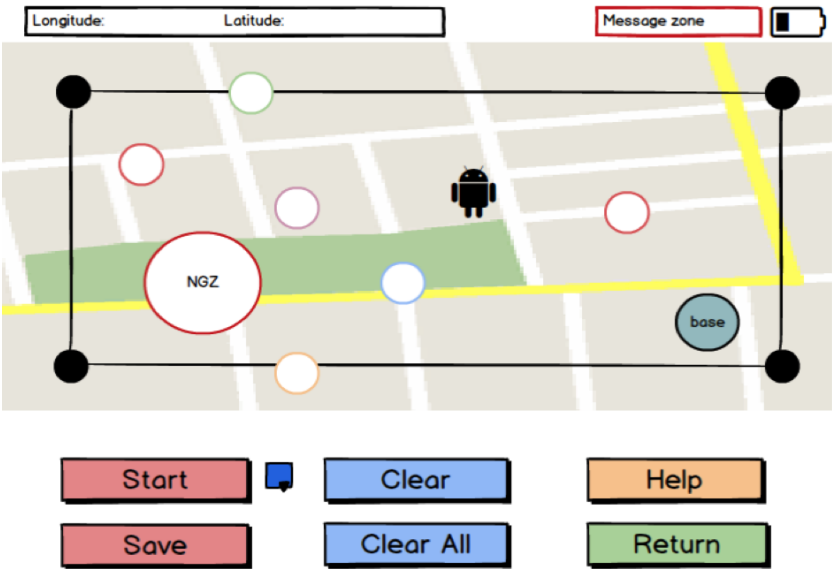 Longitude: Latitude:
Message zone
NGZ
base
Start
Clear
Help
Save
Clear All
Return